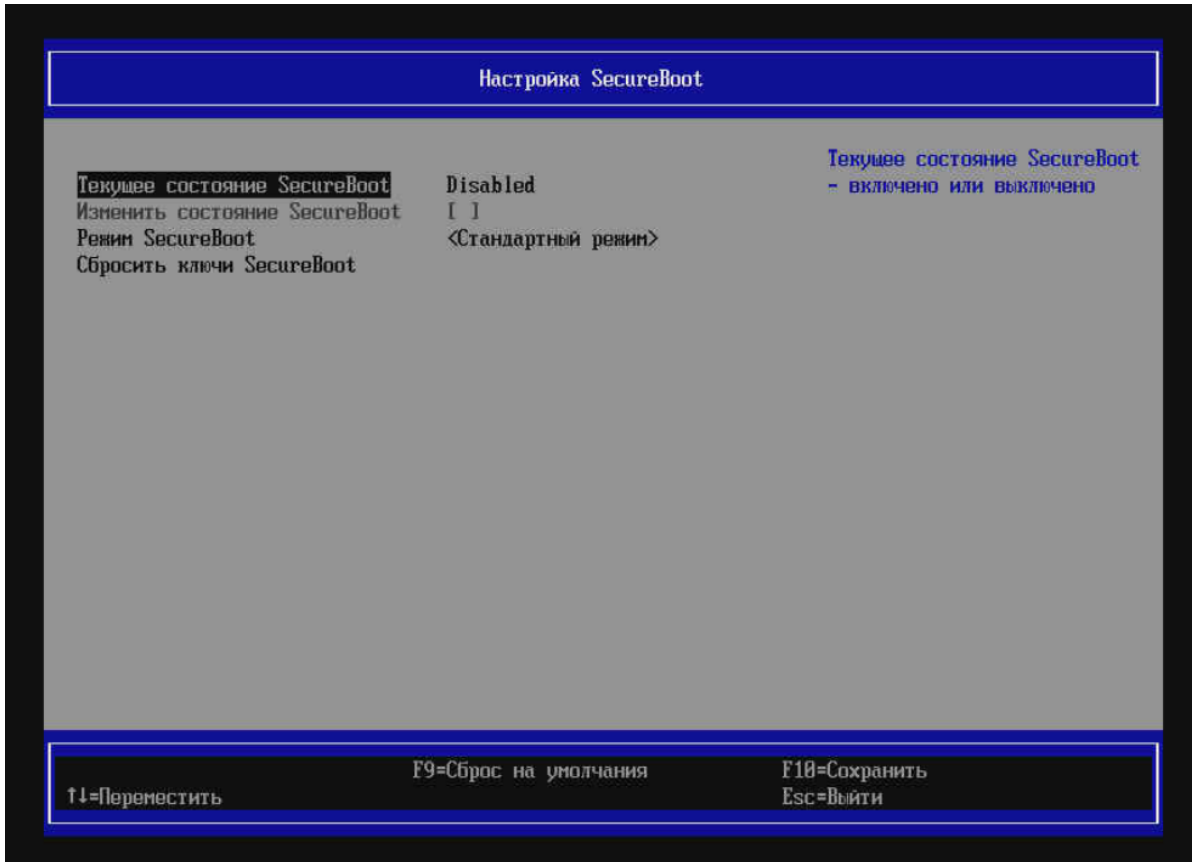 Настройка SecureBoot
Текущее состояние SecureBoot Disabled
Изменить состояние SecureBoot [ ]
Режим SecureBoot <Стандартный режим>
Сбросить ключи SecureBoot
Текущее состояние SecureBoot
- включено или выключено
F9=Сброс на умолчания F10=Сохранить
↑↓=Переместить Esc=Выйти